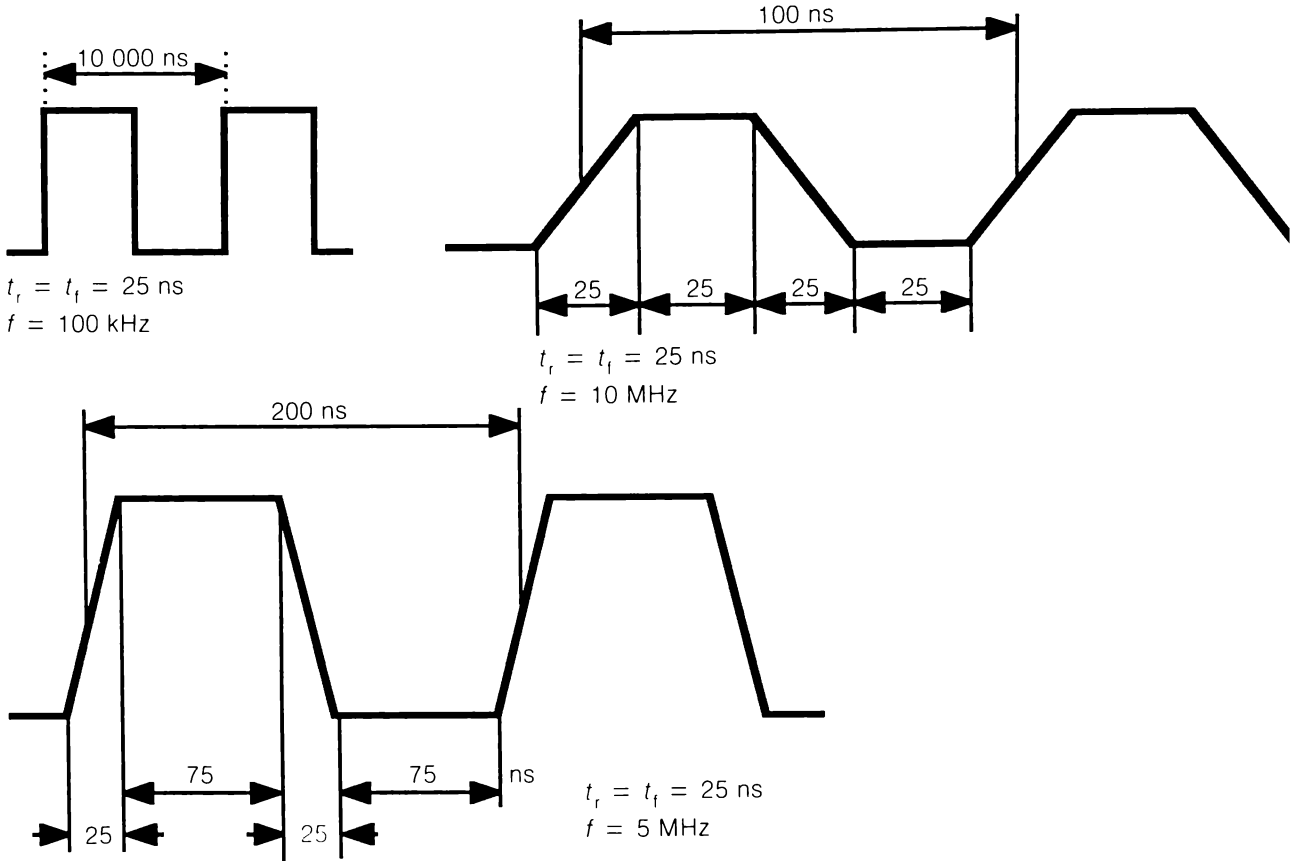 10 000 ns
t_r = t_f = 25 ns
f = 100 kHz
100 ns
25 25 25 25
t_r = t_f = 25 ns
f = 10 MHz
200 ns
75 75 ns
25 25
t_r = t_f = 25 ns
f = 5 MHz